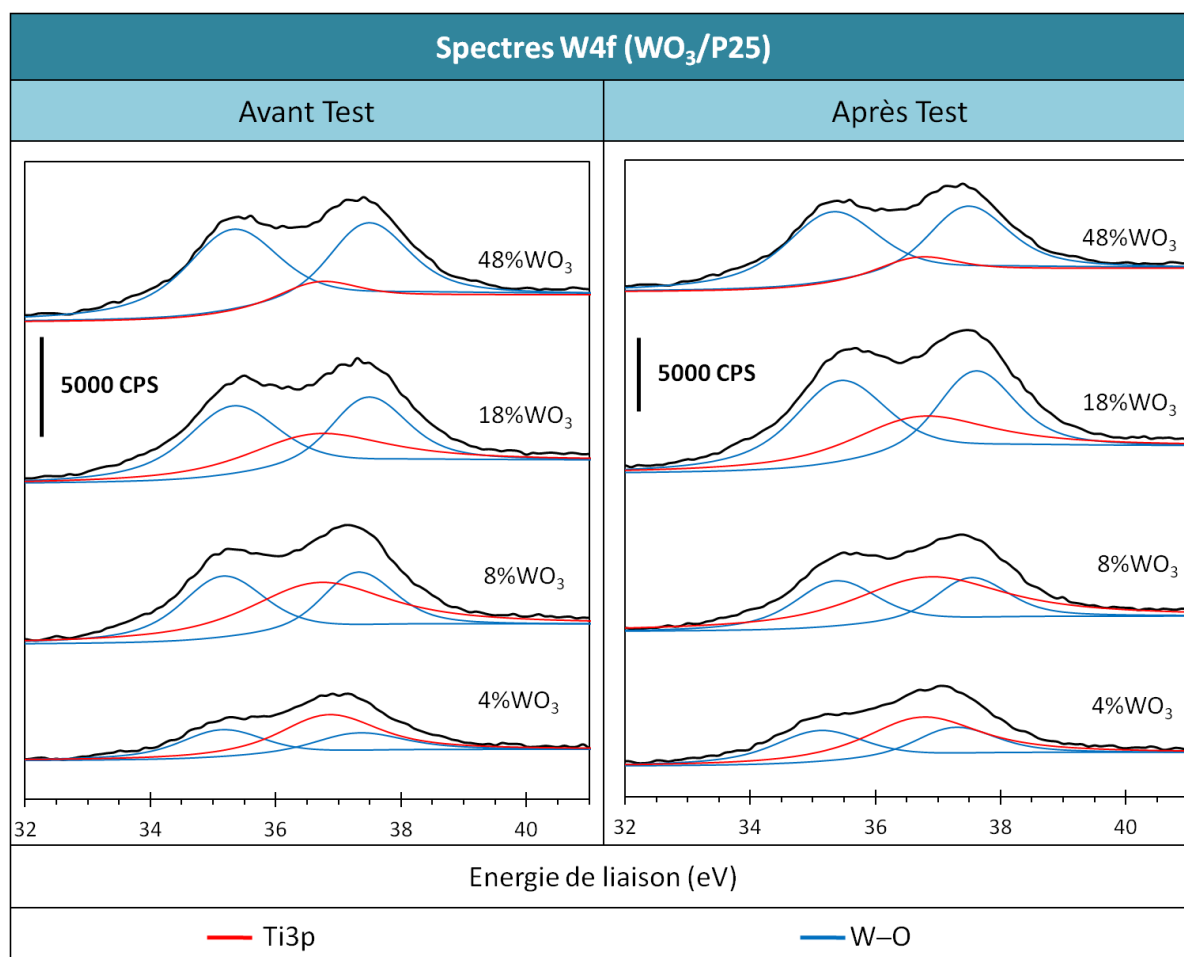 Spectres W4f (WO₃/P25)
Avant Test
Après Test
48%WO₃
5000 CPS
18%WO₃
8%WO₃
4%WO₃
32 34 36 38 40
48%WO₃
5000 CPS
18%WO₃
8%WO₃
4%WO₃
32 34 36 38 40
Energie de liaison (eV)
Ti3p
W–O